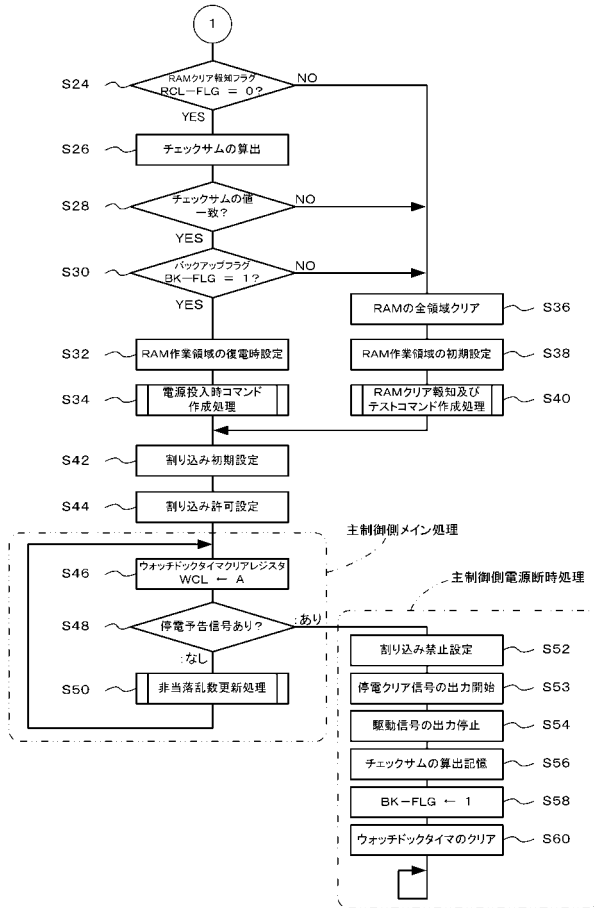 1
S24
RAMクリア報知フラグ
RCL-FLG = 0?
NO
YES
S26
チェックサムの算出
S28
チェックサムの値
一致?
NO
YES
S30
バックアップフラグ
BK-FLG = 1?
NO
YES
RAMの全領域クリア
S36
S32
RAM作業領域の復電時設定
RAM作業領域の初期設定
S38
S34
電源投入時コマンド
作成処理
RAMクリア報知及び
テストコマンド作成処理
S40
S42
割り込み初期設定
S44
割り込み許可設定
主制御側メイン処理
S46
ウォッチドックタイマクリアレジスタ
WCL ← A
主制御側電源断時処理
S48
停電予告信号あり?
:あり
:なし
S50
非当落乱数更新処理
割り込み禁止設定
S52
停電クリア信号の出力開始
S53
駆動信号の出力停止
S54
チェックサムの算出記憶
S56
BK-FLG ← 1
S58
ウォッチドックタイマのクリア
S60